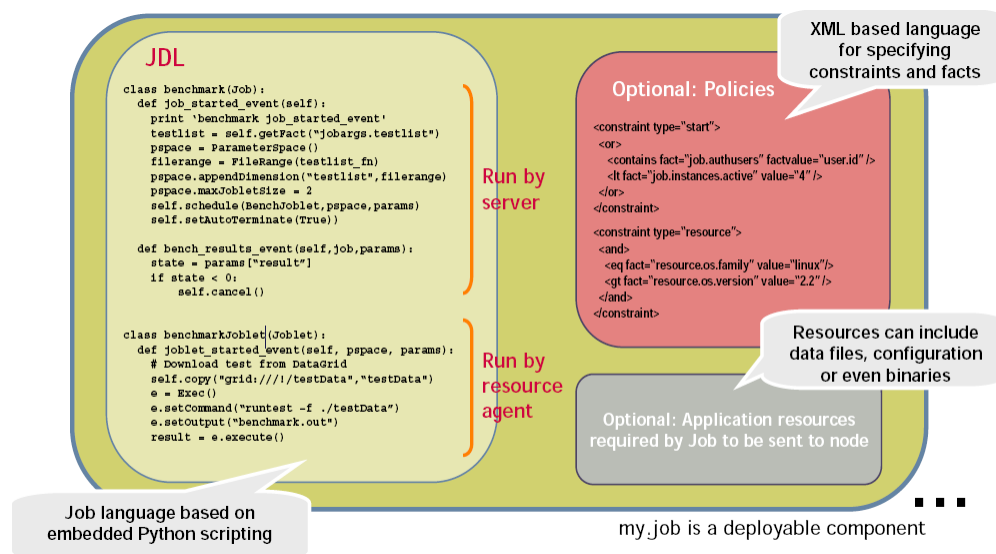 JDL
class benchmark(Job):
def job_started_event(self):
print ‘benchmark job_started_event'
testlist = self.getFact(“jobargs.testlist")
pspace = ParameterSpace()
filerange = FileRange(testlist_fn)
pspace.appendDimension("testlist",filerange)
pspace.maxJobletSize = 2
self.schedule(BenchJoblet,pspace,params)
self.setAutoTerminate(True))
def bench_results_event(self,job,params):
state = params[“result”]
if state < 0:
self.cancel()
Run by
server
class benchmarkJoblet(Joblet):
def joblet_started_event(self, pspace, params):
# Download test from DataGrid
self.copy("grid:///!/testData",“testData")
e = Exec()
e.setCommand(“runtest -f ./testData”)
e.setOutput(“benchmark.out")
result = e.execute()
Run by
resource
agent
Job language based on
embedded Python scripting
XML based language
for specifying
constraints and facts
Optional: Policies
<constraint type=“start”>
<or>
<contains fact=“job.authusers” factvalue=“user.id” />
<lt fact=“job.instances.active” value=“4” />
</or>
</constraint>
<constraint type=“resource”>
<and>
<eq fact=“resource.os.family” value=“linux”/>
<gt fact=“resource.os.version” value=“2.2” />
</and>
</constraint>
Resources can include
data files, configuration
or even binaries
Optional: Application resources
required by Job to be sent to node
...
my.job is a deployable component